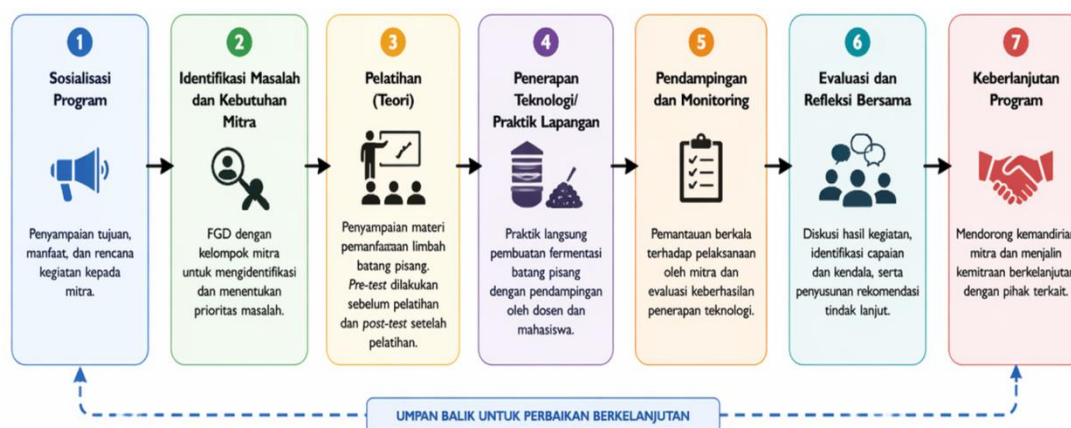 1
Sosialisasi
Program
Penyampaian tujuan,
manfaat, dan rencana
kegiatan kepada
mitra.
2
Identifikasi Masalah
dan Kebutuhan
Mitra
FGD dengan
kelompok mitra
untuk mengidentifikasi
dan menentukan
prioritas masalah.
3
Pelatihan
(Teori)
Penyampaian materi
pemanfaatan limbah
batang pisang.
Pre-test dilakukan
sebelum pelatihan
dan post-test setelah
pelatihan.
4
Penerapan
Teknologi/
Praktik Lapangan
Praktik langsung
pembuatan fermentasi
batang pisang
dengan pendampingan
oleh dosen dan
mahasiswa.
5
Pendampingan
dan Monitoring
Pemantauan berkala
terhadap pelaksanaan
oleh mitra dan
evaluasi keberhasilan
penerapan teknologi.
6
Evaluasi dan
Refleksi Bersama
Diskusi hasil kegiatan,
identifikasi capaian
dan kendala, serta
penyusunan rekomendasi
tindak lanjut.
7
Keberlanjutan
Program
Mendorong kemandirian
mitra dan menjalin
kemitraan berkelanjutan
dengan pihak terkait.
UMPAN BALIK UNTUK PERBAIKAN BERKELANJUTAN